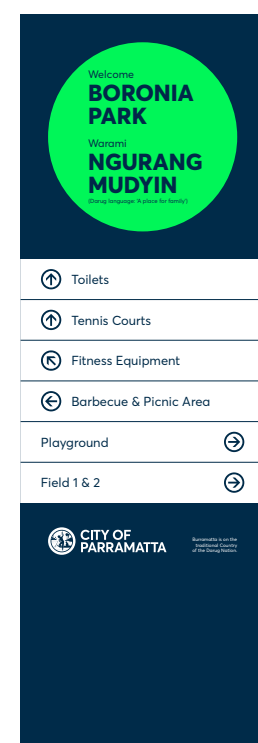 Welcome
BORONIA
PARK
Warami
NGURANG
MUDYIN
(Darug language: 'A place for family')
Toilets
Tennis Courts
Fitness Equipment
Barbecue & Picnic Area
Playground
Field 1 & 2
CITY OF
PARRAMATTA
Burramatta is on the
traditional Country
of the Darug Nation.